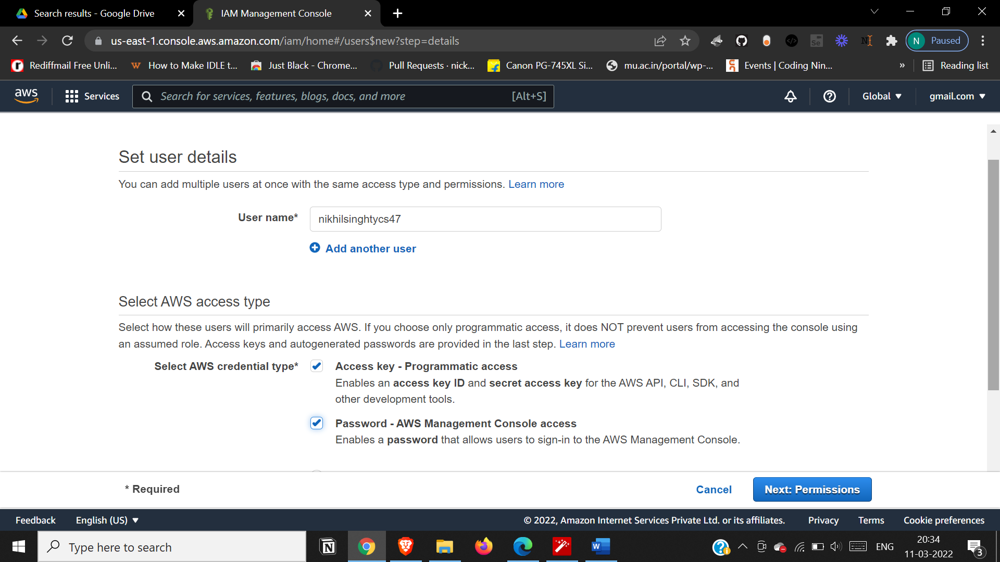 Search results - Google Drive
IAM Management Console
us-east-1.console.aws.amazon.com/iam/home#/users$new?step=details
N Paused
Rediffmail Free Unli...
How to Make IDLE t...
Just Black - Chrome...
Pull Requests · nick...
Canon PG-745XL Si...
mu.ac.in/portal/wp-...
Events | Coding Nin...
»
Reading list
aws
Services
Search for services, features, blogs, docs, and more [Alt+S]
Global
gmail.com
Set user details
You can add multiple users at once with the same access type and permissions. Learn more
User name* nikhilsinghtycs47
Add another user
Select AWS access type
Select how these users will primarily access AWS. If you choose only programmatic access, it does NOT prevent users from accessing the console using
an assumed role. Access keys and autogenerated passwords are provided in the last step. Learn more
Select AWS credential type* Access key - Programmatic access
Enables an access key ID and secret access key for the AWS API, CLI, SDK, and
other development tools.
Password - AWS Management Console access
Enables a password that allows users to sign-in to the AWS Management Console.
* Required
Cancel
Next: Permissions
Feedback
English (US)
© 2022, Amazon Internet Services Private Ltd. or its affiliates.
Privacy
Terms
Cookie preferences
Type here to search
ENG
20:34
11-03-2022
3